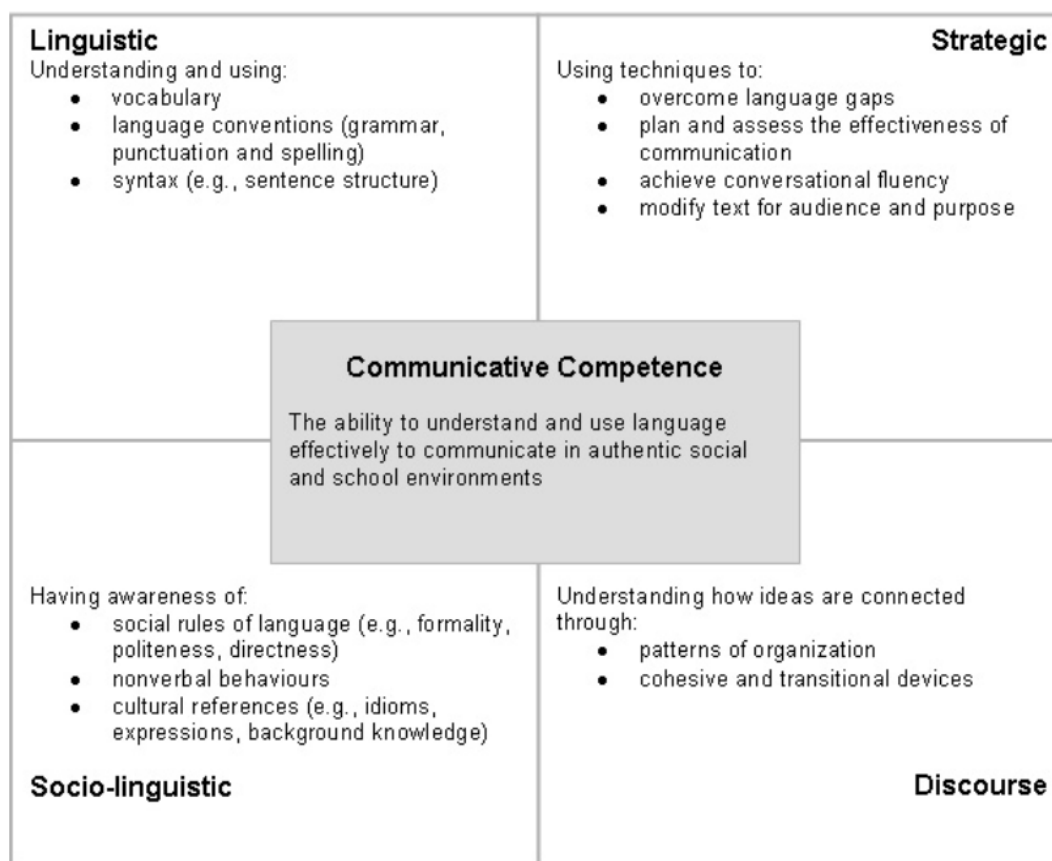 Linguistic
Understanding and using:
• vocabulary
• language conventions (grammar,
punctuation and spelling)
• syntax (e.g., sentence structure)
Strategic
Using techniques to:
• overcome language gaps
• plan and assess the effectiveness of
communication
• achieve conversational fluency
• modify text for audience and purpose
Communicative Competence
The ability to understand and use language
effectively to communicate in authentic social
and school environments
Having awareness of:
• social rules of language (e.g., formality,
politeness, directness)
• nonverbal behaviours
• cultural references (e.g., idioms,
expressions, background knowledge)
Socio-linguistic
Understanding how ideas are connected
through:
• patterns of organization
• cohesive and transitional devices
Discourse